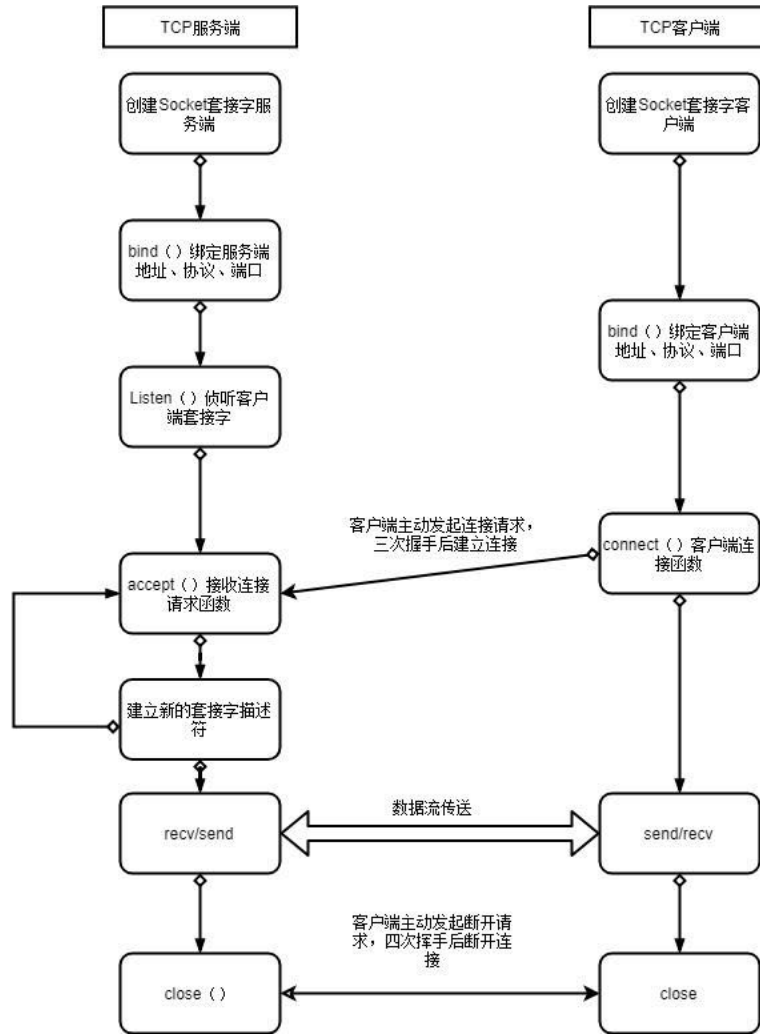 TCP服务端
TCP客户端
创建Socket套接字服
务端
创建Socket套接字客
户端
bind（）绑定服务端
地址、协议、端口
bind（）绑定客户端
地址、协议、端口
Listen（）侦听客户
端套接字
客户端主动发起连接请求，
三次握手后建立连接
connect（）客户端连
接函数
accept（）接收连接
请求函数
建立新的套接字描述
符
数据流传送
recv/send
send/recv
客户端主动发起断开请
求，四次挥手后断开连
接
close（）
close